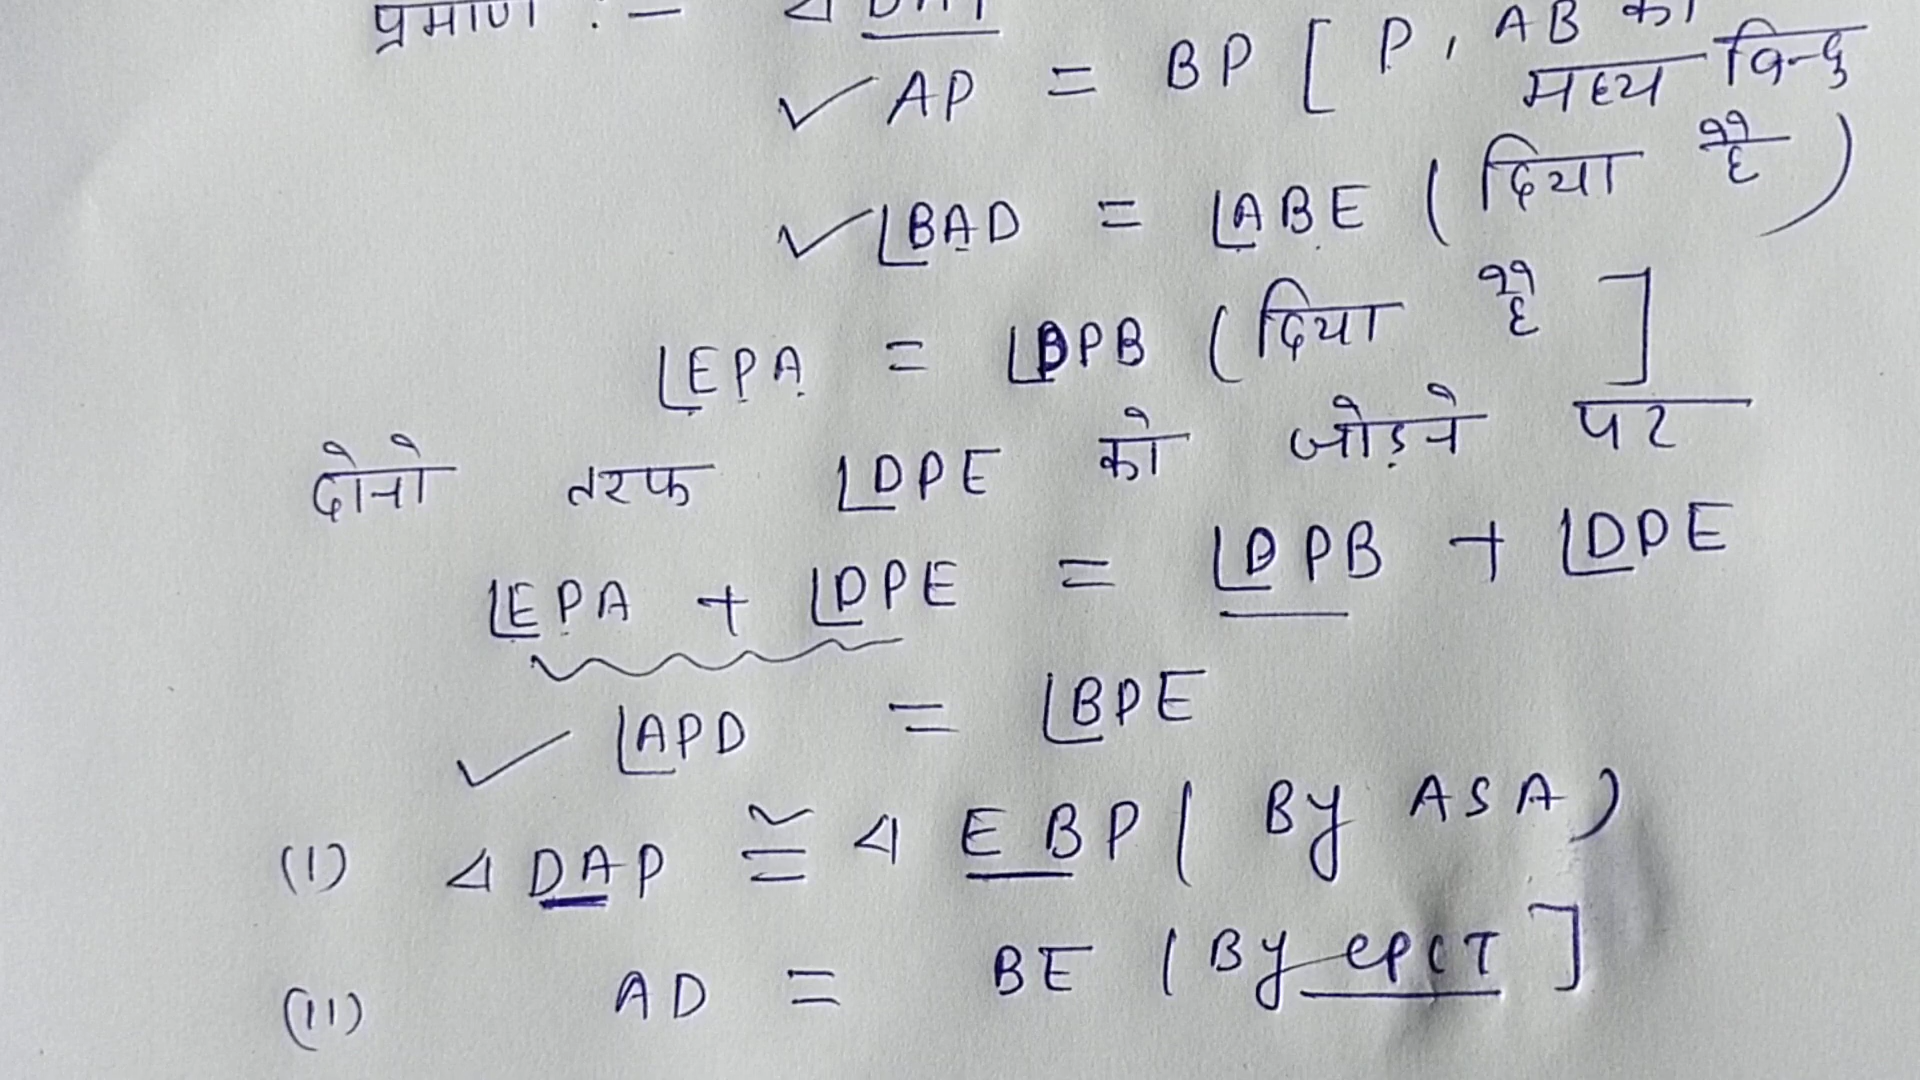 प्रमाण :-
✓ AP = BP [ P, AB का
मध्य विन्दु
✓ ∠BAD = ∠ABE ( दिया है )
∠EPA = ∠DPB ( दिया है ]
दोनो तरफ ∠DPE को जोड़ने पर
∠EPA + ∠DPE = ∠DPB + ∠DPE
✓ ∠APD = ∠BPE
(I) △ DAP ≅ △ EBP ( By ASA )
(II) AD = BE ( By CPCT ]